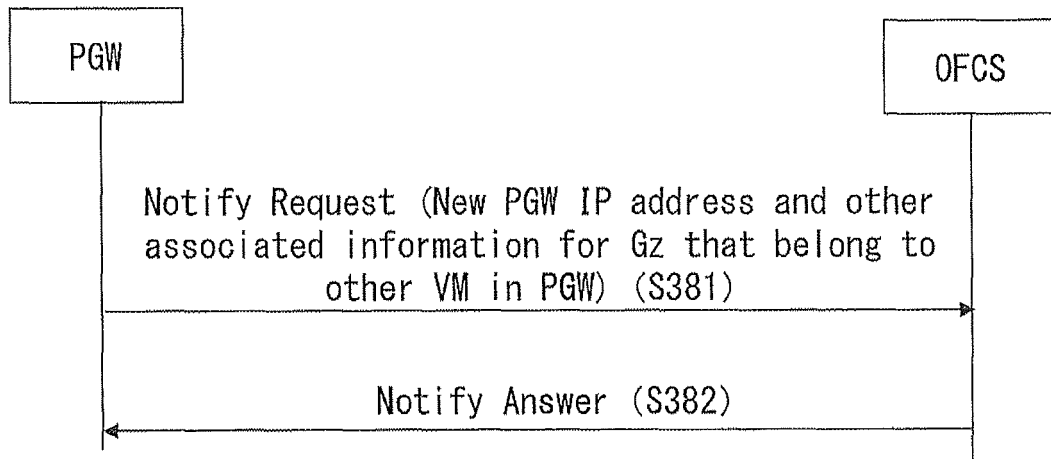 PGW
OFCS
Notify Request (New PGW IP address and other
associated information for Gz that belong to
other VM in PGW) (S381)
Notify Answer (S382)